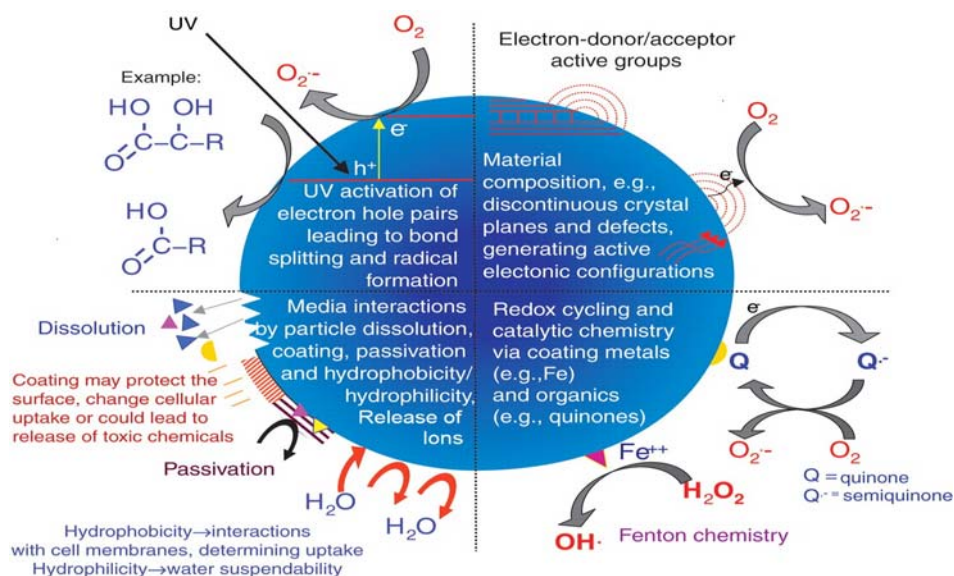 UV
O₂
O₂·-
Example:
HO OH
O C–C–R
HO
O C–R
e-
h⁺
UV activation of
electron hole pairs
leading to bond
splitting and radical
formation
Electron-donor/acceptor
active groups
Material
composition, e.g.,
discontinuous crystal
planes and defects,
generating active
electonic configurations
e-
O₂
O₂·-
Dissolution
Media interactions
by particle dissolution,
coating, passivation
and hydrophobicity/
hydrophilicity,
Release of
Ions
Coating may protect the
surface, change cellular
uptake or could lead to
release of toxic chemicals
Passivation
H₂O
H₂O
Hydrophobicity→interactions
with cell membranes, determining uptake
Hydrophilicity→water suspendability
Redox cycling and
catalytic chemistry
via coating metals
(e.g.,Fe)
and organics
(e.g., quinones)
e-
Q
Q·-
O₂·-
O₂
Q = quinone
Q·- = semiquinone
Fe⁺⁺
H₂O₂
OH·
Fenton chemistry